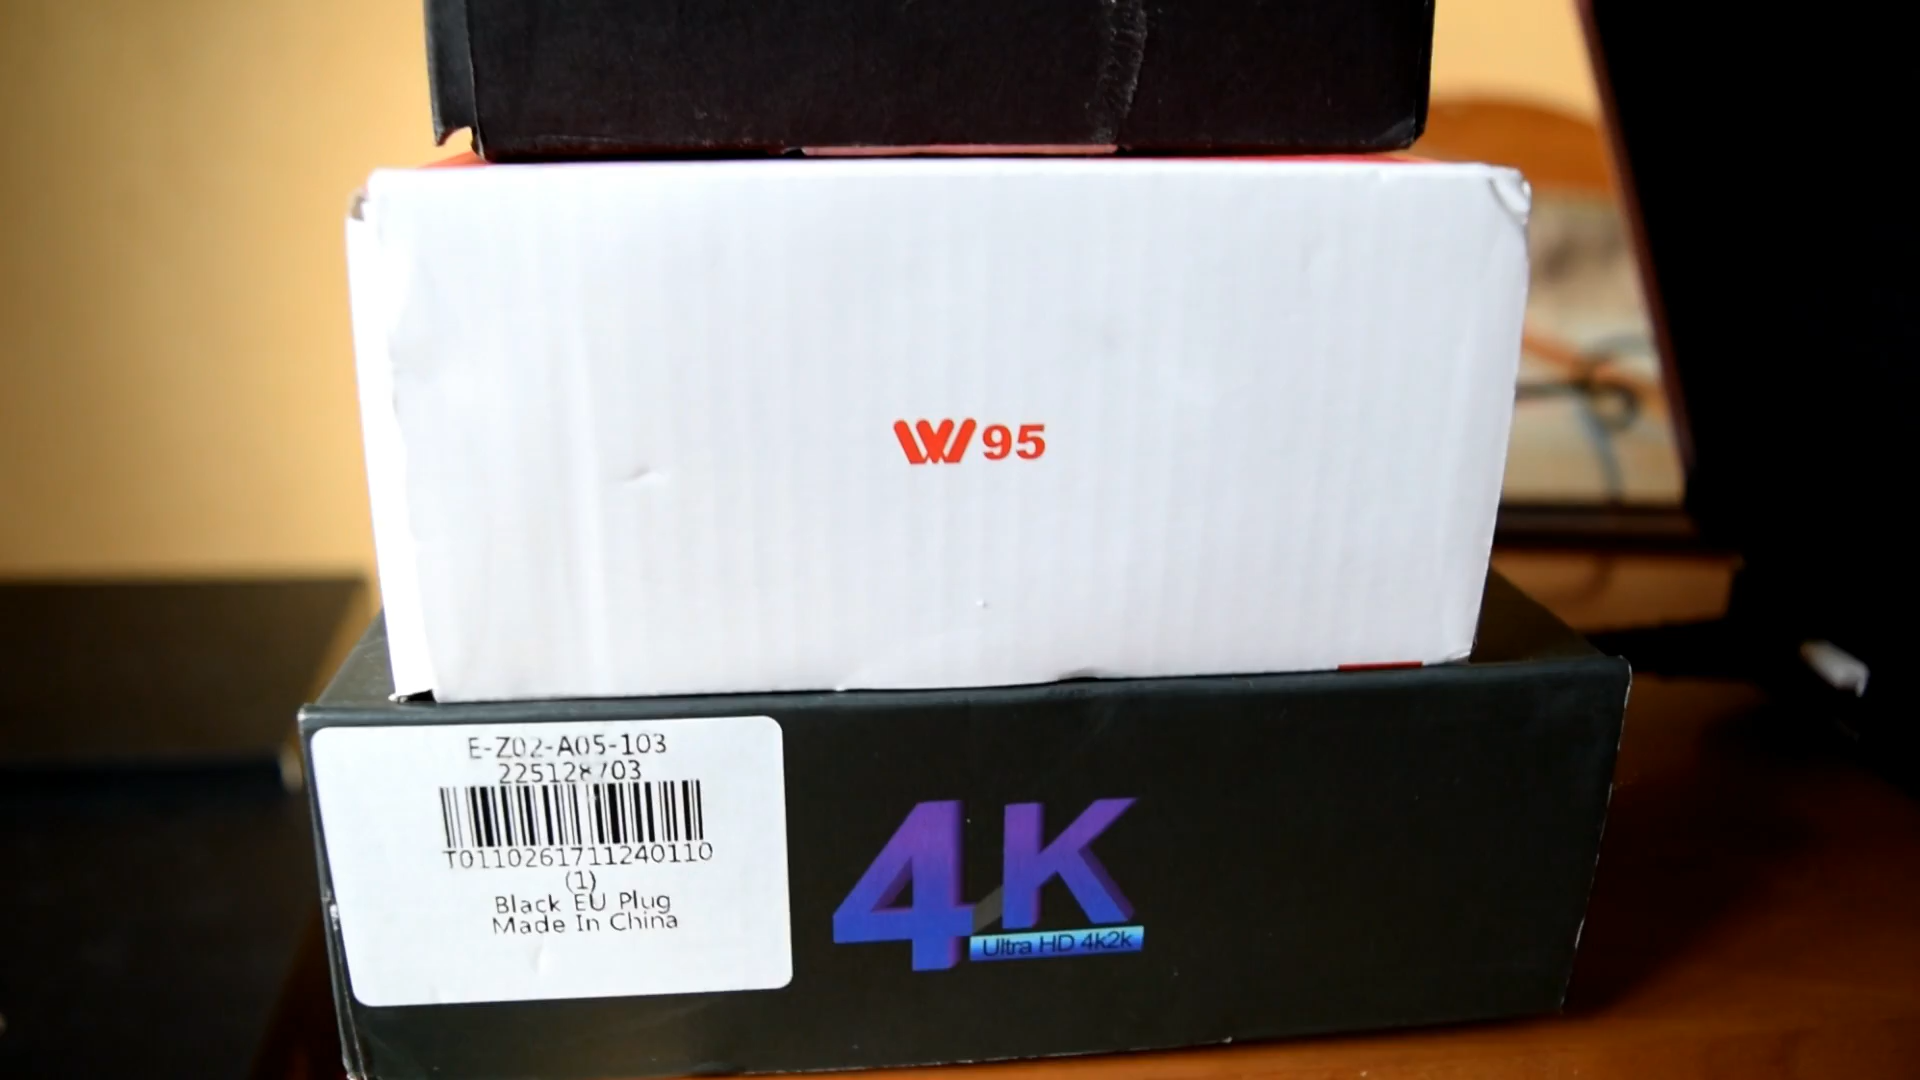 W95
E-Z02-A05-103
225128703
T0110261711240110
(1)
Black EU Plug
Made In China
4K
Ultra HD 4k2k